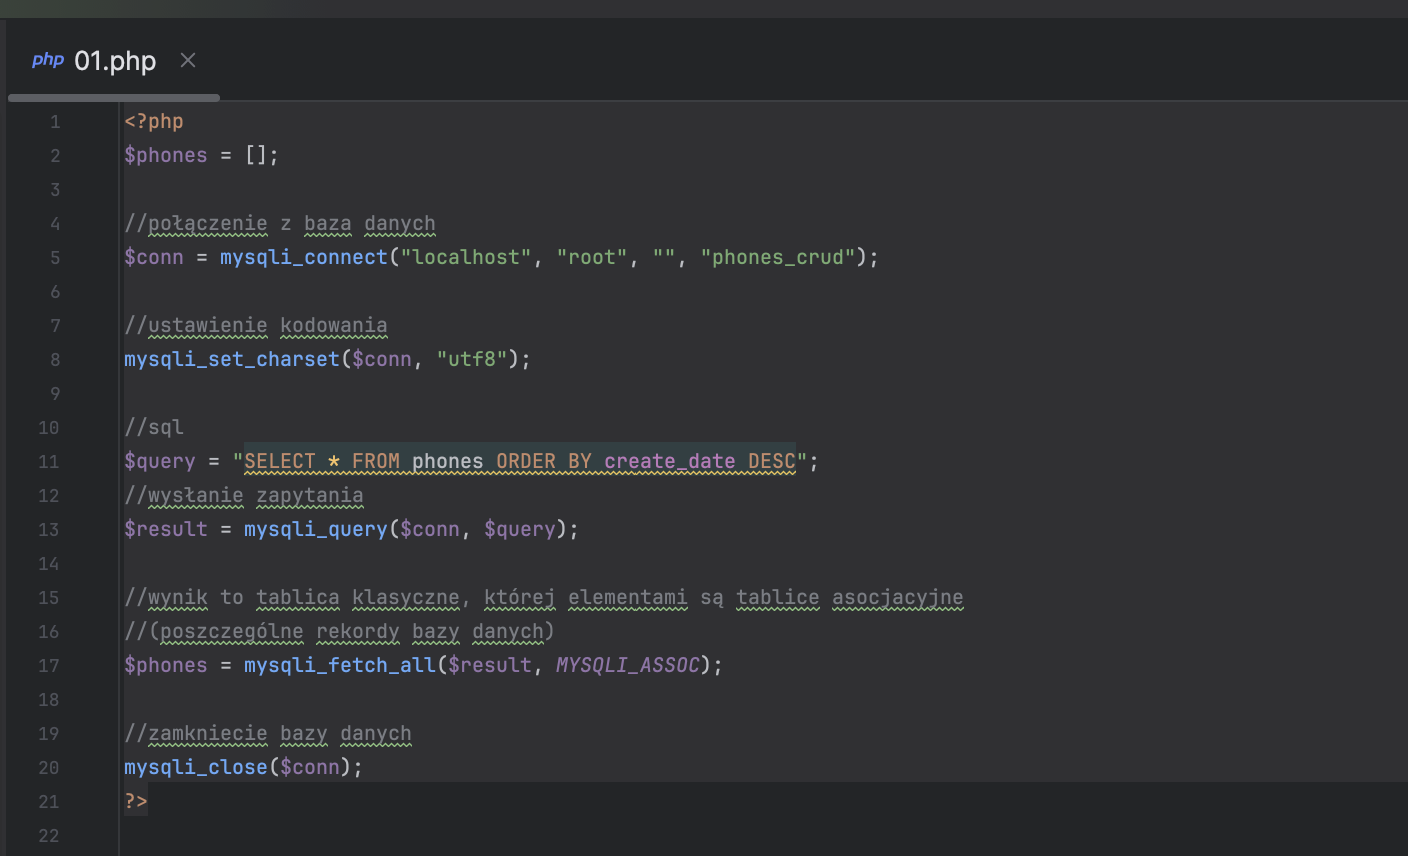 php 01.php
1 <?php
2 $phones = [];
3
4 //połączenie z baza danych
5 $conn = mysqli_connect("localhost", "root", "", "phones_crud");
6
7 //ustawienie kodowania
8 mysqli_set_charset($conn, "utf8");
9
10 //sql
11 $query = "SELECT * FROM phones ORDER BY create_date DESC";
12 //wysłanie zapytania
13 $result = mysqli_query($conn, $query);
14
15 //wynik to tablica klasyczne, której elementami są tablice asocjacyjne
16 //(poszczególne rekordy bazy danych)
17 $phones = mysqli_fetch_all($result, MYSQLI_ASSOC);
18
19 //zamkniecie bazy danych
20 mysqli_close($conn);
21 ?>
22